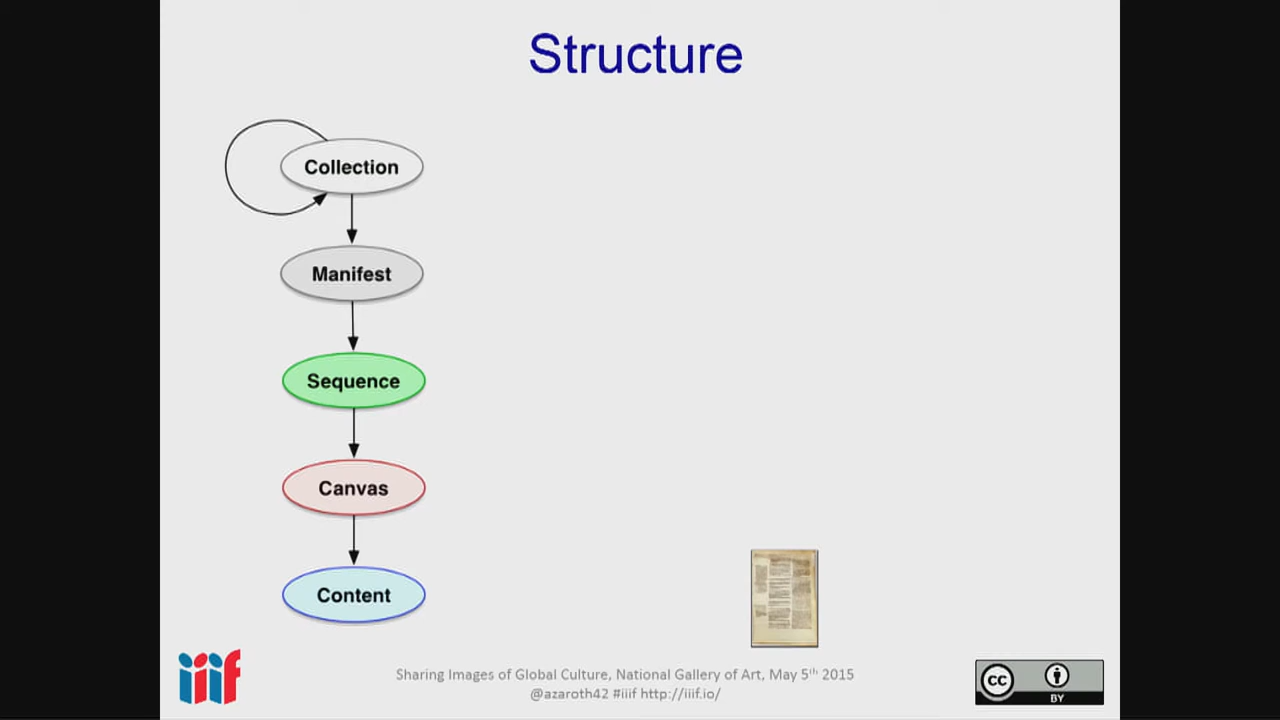 Structure
Collection
Manifest
Sequence
Canvas
Content
iiif
Sharing Images of Global Culture, National Gallery of Art, May 5th 2015
@azaroth42 #iiif http://iiif.io/
cc
BY